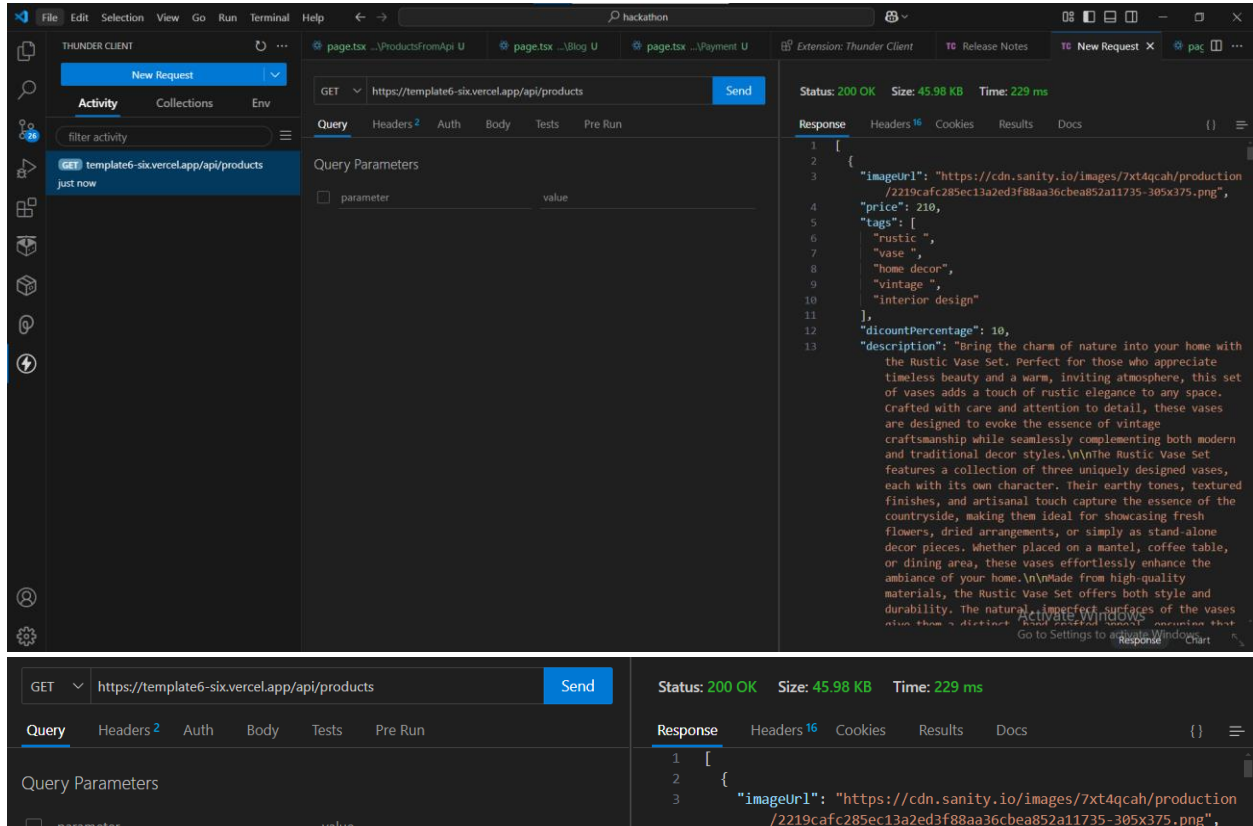 File Edit Selection View Go Run Terminal Help
hackathon
THUNDER CLIENT
page.tsx ...\ProductsFromApi U
page.tsx ...\Blog U
page.tsx ...\Payment U
Extension: Thunder Client
TC Release Notes
TC New Request
pag
New Request
Activity Collections Env
filter activity
GET template6-six.vercel.app/api/products
just now
26
GET https://template6-six.vercel.app/api/products Send
Query Headers 2 Auth Body Tests Pre Run
Query Parameters
parameter value
Status: 200 OK Size: 45.98 KB Time: 229 ms
Response Headers 16 Cookies Results Docs {}
1 [
2 {
3 "imageUrl": "https://cdn.sanity.io/images/7xt4qcah/production
/2219cafc285ec13a2ed3f88aa36cbea852a11735-305x375.png",
4 "price": 210,
5 "tags": [
6 "rustic ",
7 "vase ",
8 "home decor",
9 "vintage ",
10 "interior design"
11 ],
12 "dicountPercentage": 10,
13 "description": "Bring the charm of nature into your home with
the Rustic Vase Set. Perfect for those who appreciate
timeless beauty and a warm, inviting atmosphere, this set
of vases adds a touch of rustic elegance to any space.
Crafted with care and attention to detail, these vases
are designed to evoke the essence of vintage
craftsmanship while seamlessly complementing both modern
and traditional decor styles.\n\nThe Rustic Vase Set
features a collection of three uniquely designed vases,
each with its own character. Their earthy tones, textured
finishes, and artisanal touch capture the essence of the
countryside, making them ideal for showcasing fresh
flowers, dried arrangements, or simply as stand-alone
decor pieces. Whether placed on a mantel, coffee table,
or dining area, these vases effortlessly enhance the
ambiance of your home.\n\nMade from high-quality
materials, the Rustic Vase Set offers both style and
durability. The natural, imperfect surfaces of the vases
give them a distinct, hand crafted appeal, ensuring that
Activate Windows
Go to Settings to activate Windows.
Response Chart
GET https://template6-six.vercel.app/api/products Send
Query Headers 2 Auth Body Tests Pre Run
Query Parameters
parameter value
Status: 200 OK Size: 45.98 KB Time: 229 ms
Response Headers 16 Cookies Results Docs {}
1 [
2 {
3 "imageUrl": "https://cdn.sanity.io/images/7xt4qcah/production
/2219cafc285ec13a2ed3f88aa36cbea852a11735-305x375.png",